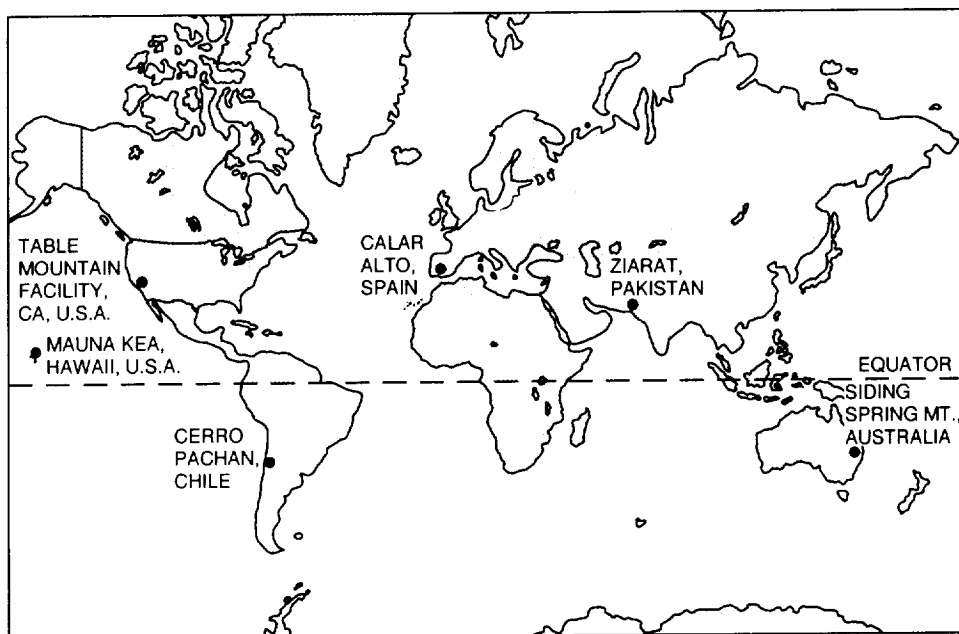 TABLE
MOUNTAIN
FACILITY,
CA, U.S.A.
MAUNA KEA,
HAWAII, U.S.A.
CALAR
ALTO,
SPAIN
ZIARAT,
PAKISTAN
EQUATOR
SIDING
SPRING MT.,
AUSTRALIA
CERRO
PACHAN,
CHILE